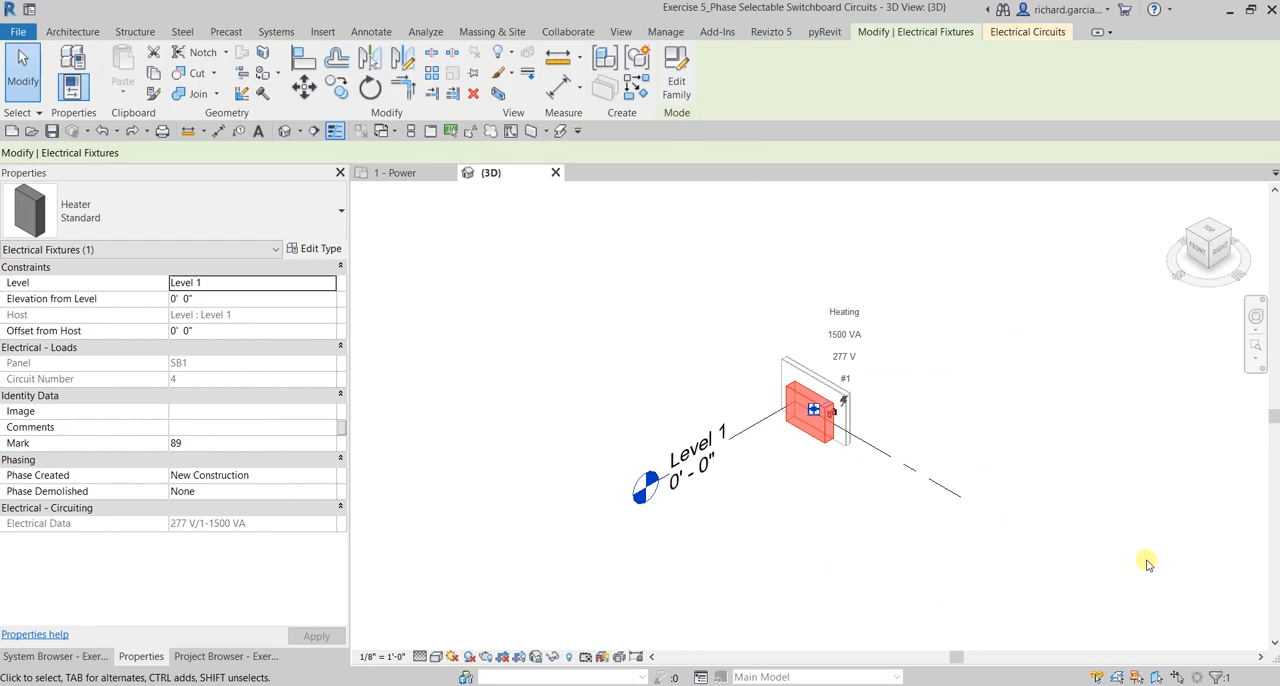 Exercise 5_Phase Selectable Switchboard Circuits - 3D View: {3D}
richard.garcia...
File Architecture Structure Steel Precast Systems Insert Annotate Analyze Massing & Site Collaborate View Manage Add-Ins Revizto 5 pyRevit Modify | Electrical Fixtures Electrical Circuits
Modify
Paste
Notch
Cut
Join
Edit
Family
Select Properties Clipboard Geometry Modify View Measure Create Mode
Modify | Electrical Fixtures
Properties
1 - Power
{3D}
Heater
Standard
Electrical Fixtures (1)
Edit Type
Constraints
Level Level 1
Elevation from Level 0' 0"
Host Level : Level 1
Offset from Host 0' 0"
Electrical - Loads
Panel SB1
Circuit Number 4
Identity Data
Image
Comments
Mark 89
Phasing
Phase Created New Construction
Phase Demolished None
Electrical - Circuiting
Electrical Data 277 V/1-1500 VA
TOP
FRONT
RIGHT
Heating
1500 VA
277 V
#1
Level 1
0' - 0"
Properties help
Apply
System Browser - Exer...
Properties
Project Browser - Exer...
1/8" = 1'-0"
Click to select, TAB for alternates, CTRL adds, SHIFT unselects.
:0
Main Model
:1